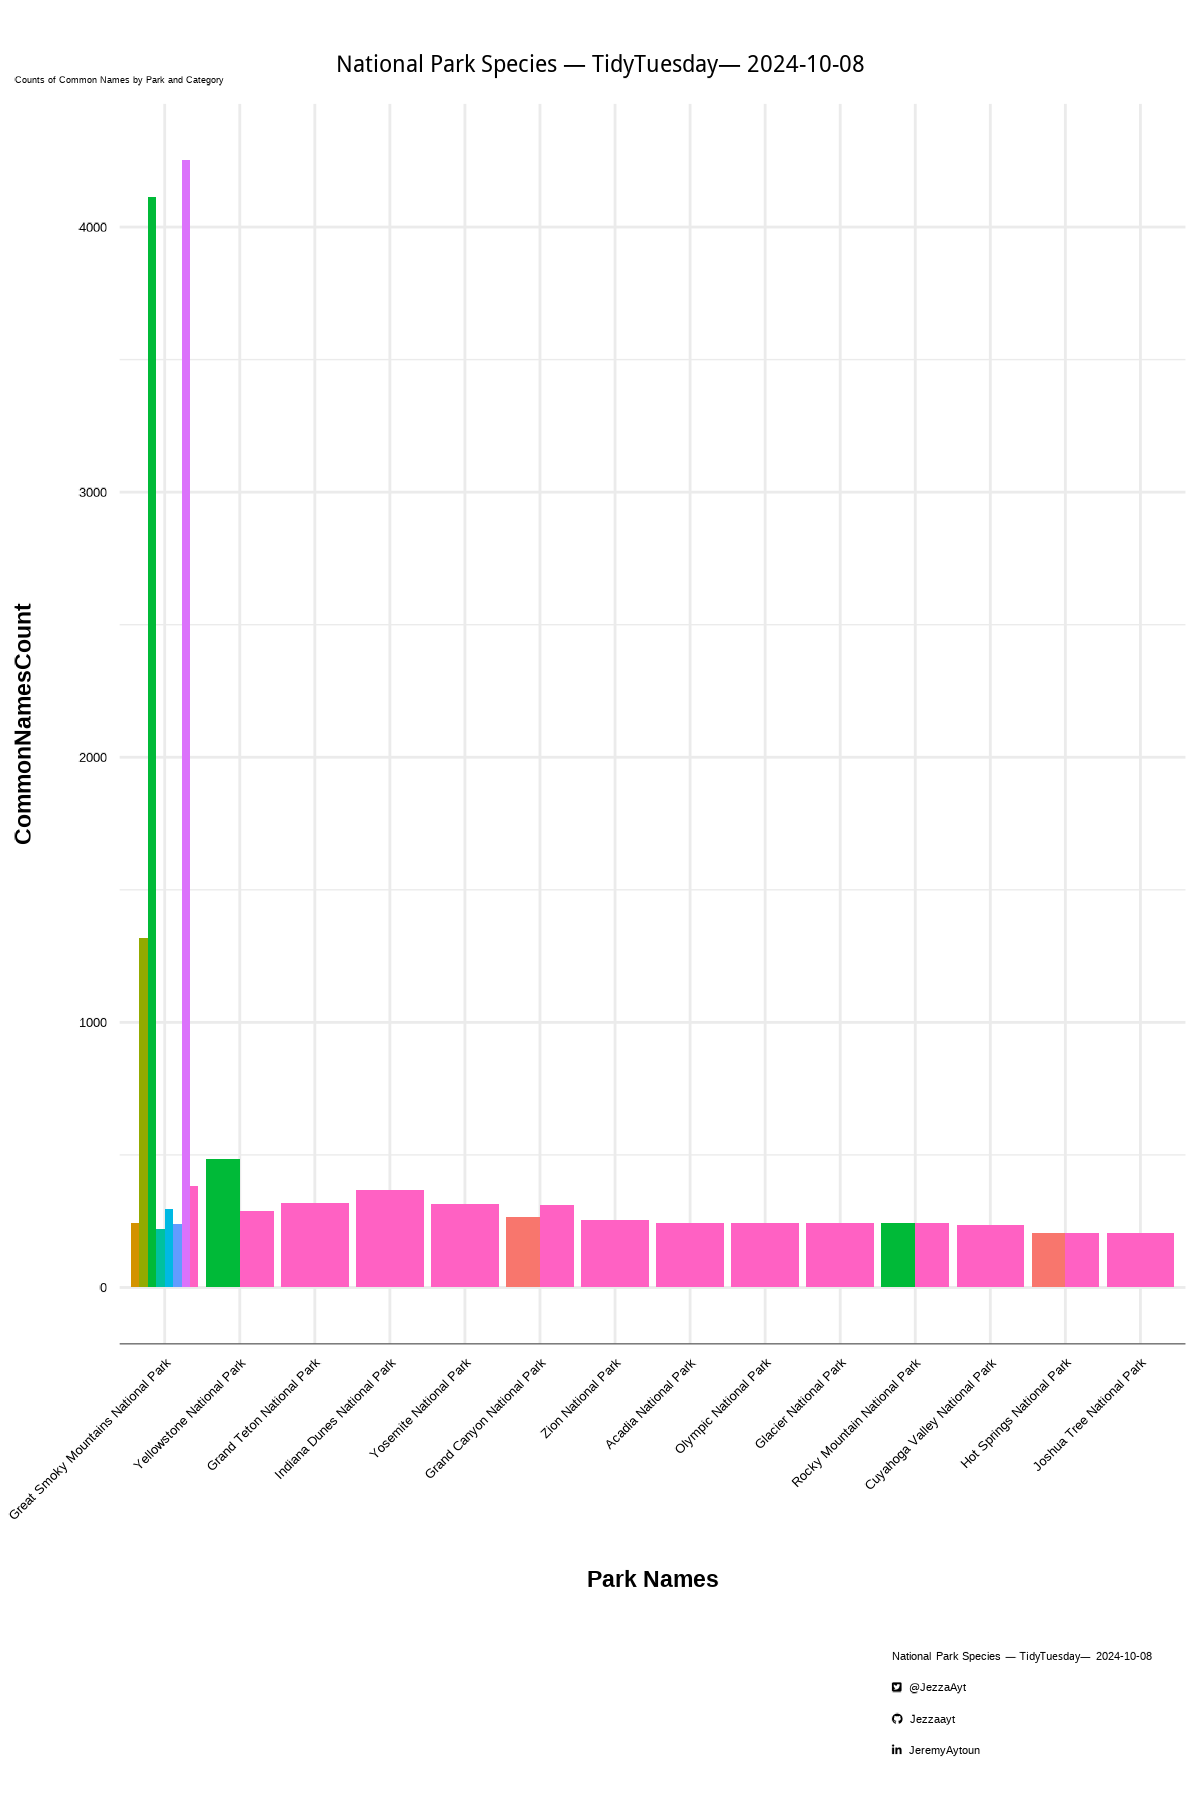 National Park Species — TidyTuesday— 2024-10-08
Counts of Common Names by Park and Category
CommonNamesCount
4000
3000
2000
1000
0
Great Smoky Mountains National Park
Yellowstone National Park
Grand Teton National Park
Indiana Dunes National Park
Yosemite National Park
Grand Canyon National Park
Zion National Park
Acadia National Park
Olympic National Park
Glacier National Park
Rocky Mountain National Park
Cuyahoga Valley National Park
Hot Springs National Park
Joshua Tree National Park
Park Names
National Park Species — TidyTuesday— 2024-10-08
@JezzaAyt
Jezzaayt
JeremyAytoun